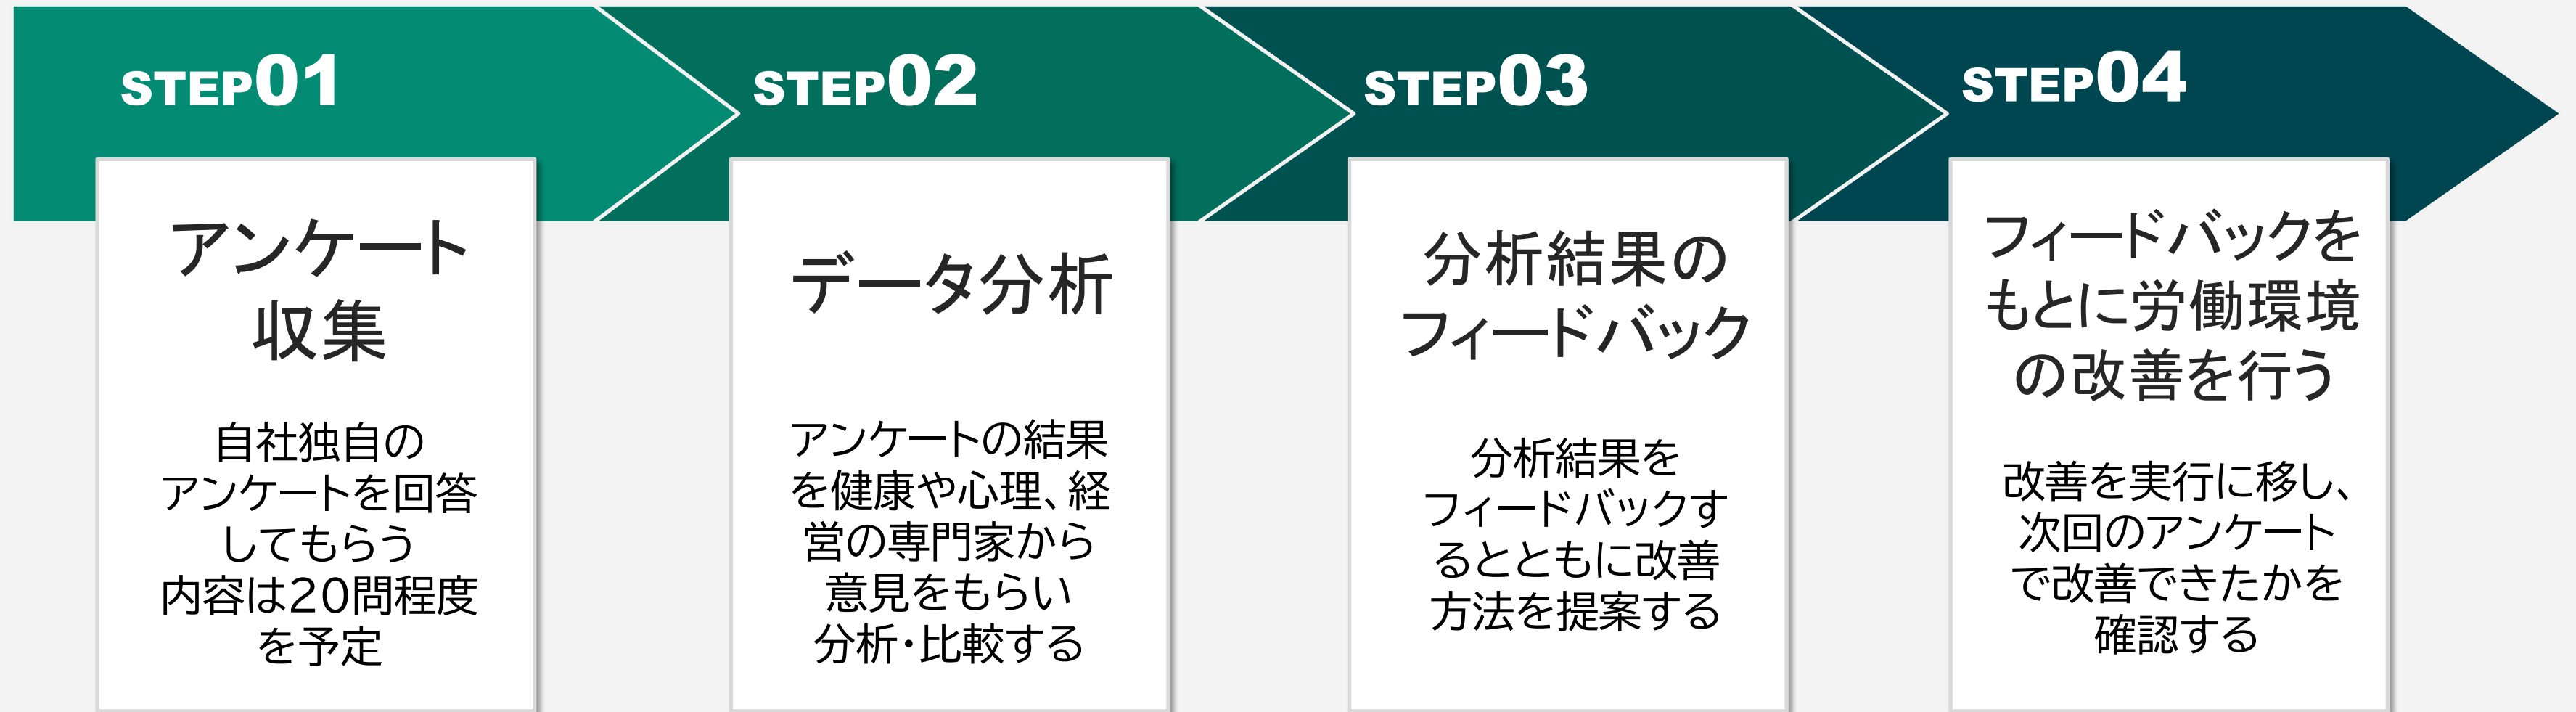 STEP01
アンケート
収集
自社独自の
アンケートを回答
してもらう
内容は20問程度
を予定
STEP02
データ分析
アンケートの結果
を健康や心理、経
営の専門家から
意見をもらい
分析・比較する
STEP03
分析結果の
フィードバック
分析結果を
フィードバックす
るとともに改善
方法を提案する
STEP04
フィードバックを
もとに労働環境
の改善を行う
改善を実行に移し、
次回のアンケート
で改善できたかを
確認する